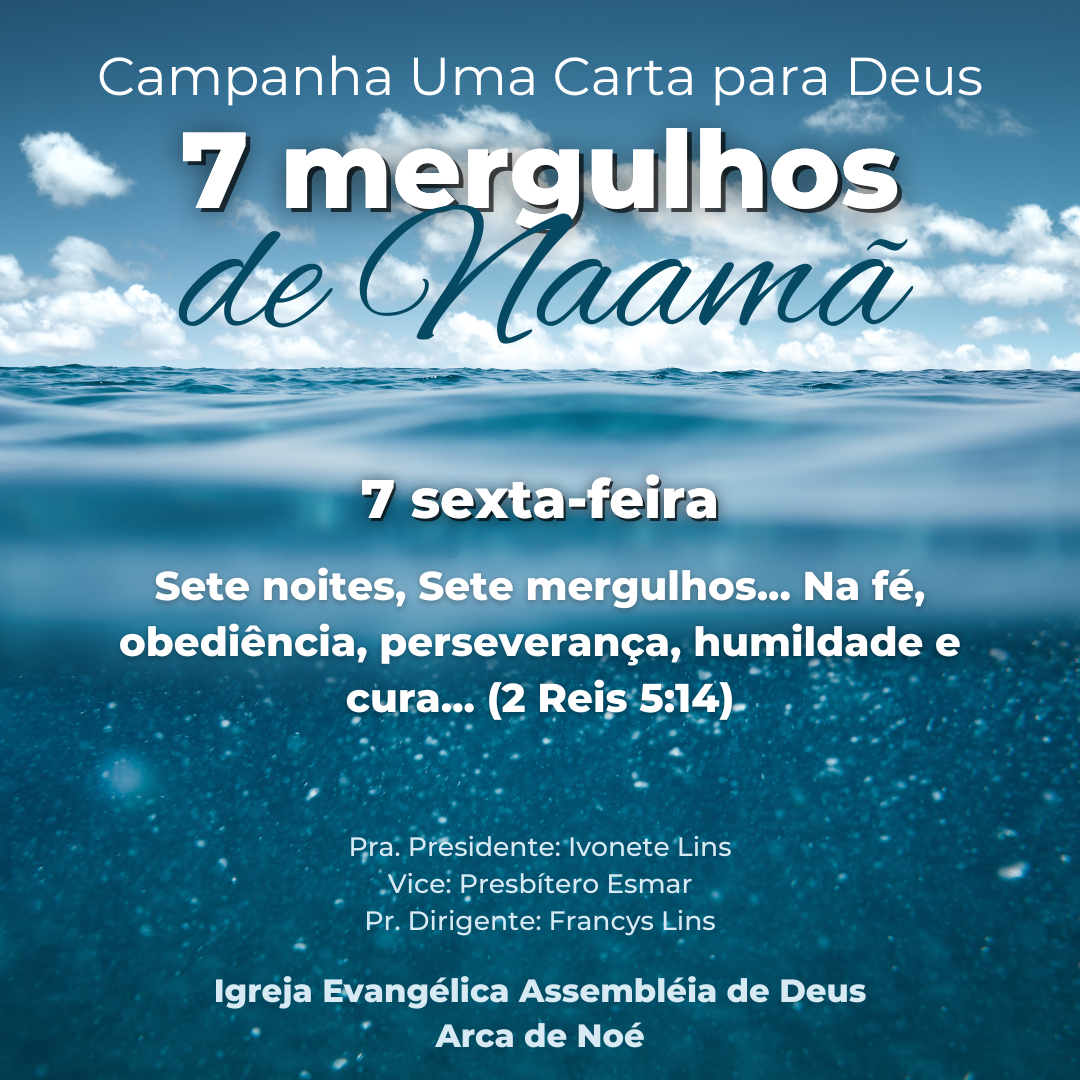 Campanha Uma Carta para Deus
7 mergulhos
de Naamã
7 sexta-feira
Sete noites, Sete mergulhos... Na fé,
obediência, perseverança, humildade e
cura... (2 Reis 5:14)
Pra. Presidente: Ivonete Lins
Vice: Presbítero Esmar
Pr. Dirigente: Francys Lins
Igreja Evangélica Assembléia de Deus
Arca de Noé